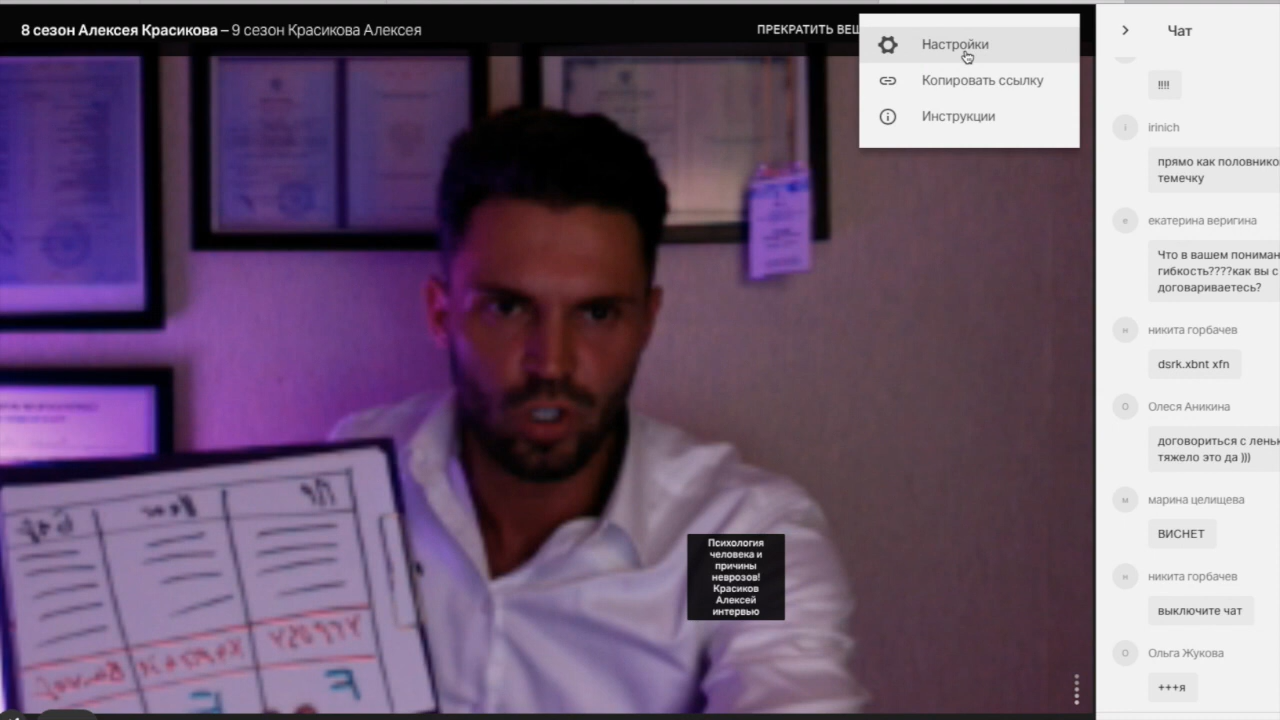 8 сезон Алексея Красикова – 9 сезон Красикова Алексея
ПРЕКРАТИТЬ ВЕЩ
Настройки
Копировать ссылку
Инструкции
Психология
человека и
причины
неврозов!
Красиков
Алексей
интервью
Чат
!!!!
irinich
прямо как половнико
темечку
екатерина веригина
Что в вашем пониман
гибкость????как вы с
договариваетесь?
никита горбачев
dsrk.xbnt xfn
Олеся Аникина
договориться с лень
тяжело это да )))
марина целищева
ВИСНЕТ
никита горбачев
выключите чат
Ольга Жукова
+++я